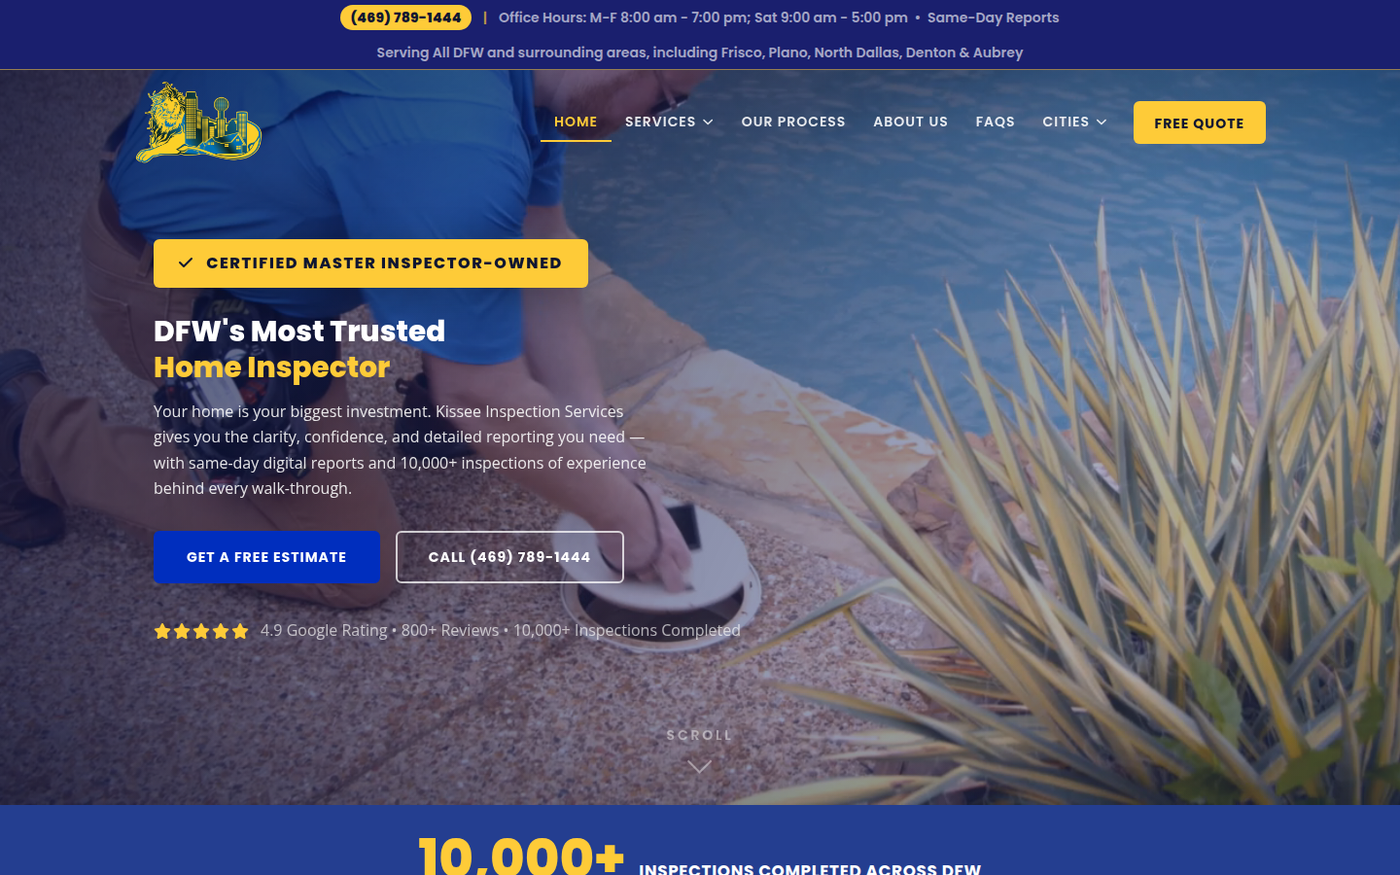 (469) 789-1444 | Office Hours: M-F 8:00 am - 7:00 pm; Sat 9:00 am - 5:00 pm • Same-Day Reports
Serving All DFW and surrounding areas, including Frisco, Plano, North Dallas, Denton & Aubrey
HOME SERVICES OUR PROCESS ABOUT US FAQS CITIES FREE QUOTE
CERTIFIED MASTER INSPECTOR-OWNED
DFW's Most Trusted
Home Inspector
Your home is your biggest investment. Kissee Inspection Services
gives you the clarity, confidence, and detailed reporting you need —
with same-day digital reports and 10,000+ inspections of experience
behind every walk-through.
GET A FREE ESTIMATE CALL (469) 789-1444
4.9 Google Rating • 800+ Reviews • 10,000+ Inspections Completed
SCROLL
10,000+ INSPECTIONS COMPLETED ACROSS DFW